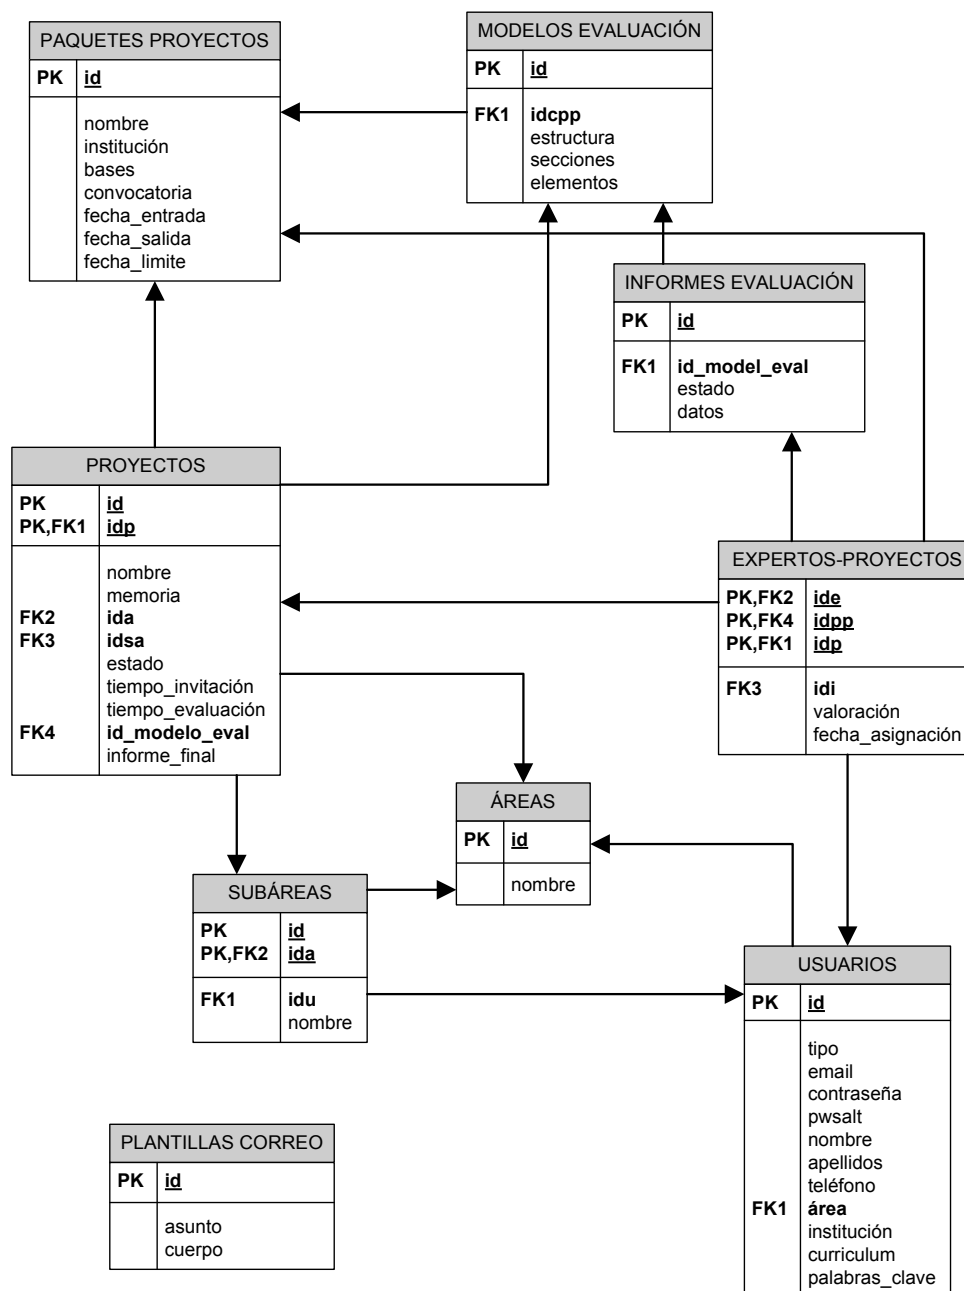 PAQUETES PROYECTOS
PK id
nombre
institución
bases
convocatoria
fecha_entrada
fecha_salida
fecha_limite
MODELOS EVALUACIÓN
PK id
FK1 idcpp
estructura
secciones
elementos
INFORMES EVALUACIÓN
PK id
FK1 id_model_eval
estado
datos
PROYECTOS
PK id
PK,FK1 idp
nombre
memoria
FK2 ida
FK3 idsa
estado
tiempo_invitación
tiempo_evaluación
FK4 id_modelo_eval
informe_final
EXPERTOS-PROYECTOS
PK,FK2 ide
PK,FK4 idpp
PK,FK1 idp
FK3 idi
valoración
fecha_asignación
ÁREAS
PK id
nombre
SUBÁREAS
PK id
PK,FK2 ida
FK1 idu
nombre
USUARIOS
PK id
tipo
email
contraseña
pwsalt
nombre
apellidos
teléfono
FK1 área
institución
curriculum
palabras_clave
PLANTILLAS CORREO
PK id
asunto
cuerpo